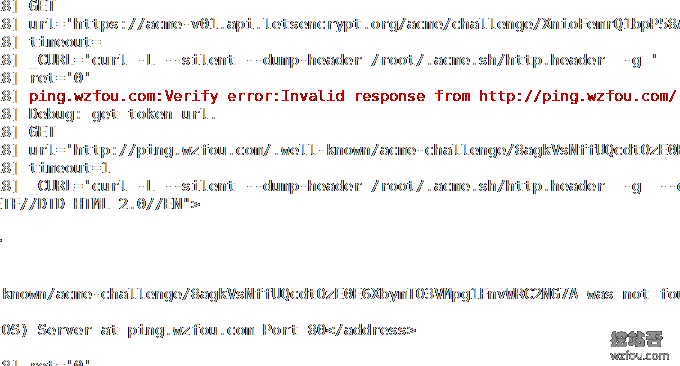 8] GET
8] url='https://acme-v01.api.letsencrypt.org/acme/challenge/
8] timeout=
8] _CURL='curl -L --silent --dump-header /root/.acme.sh/http.header  -g '
8] ret='0'
8] ping.wzfou.com:Verify error:Invalid response from http://ping.wzfou.com/
8] Debug: get token url.
8] GET
8] url='http://ping.wzfou.com/.well-known/acme-challenge/
8] timeout=1
8] _CURL='curl -L --silent --dump-header /root/.acme.sh/http.header  -g
ETF//DTD HTML 2.0//EN">
known/acme-challenge/ was not
OS) Server at ping.wzfou.com Port 80</address>
8] ret='0'
挖站否
wzfou.com